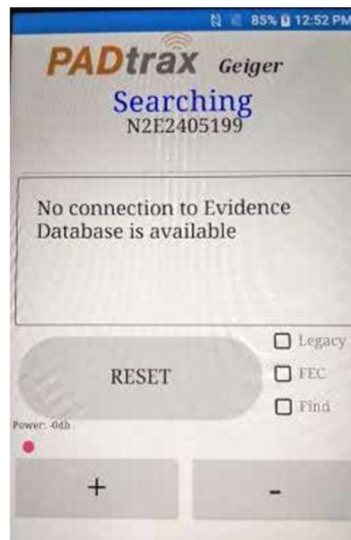 85% 12:52 PM
PADtrax Geiger
Searching
N2E2405199
No connection to Evidence
Database is available
Legacy
RESET
FEC
Find
Power: -0db
+ -